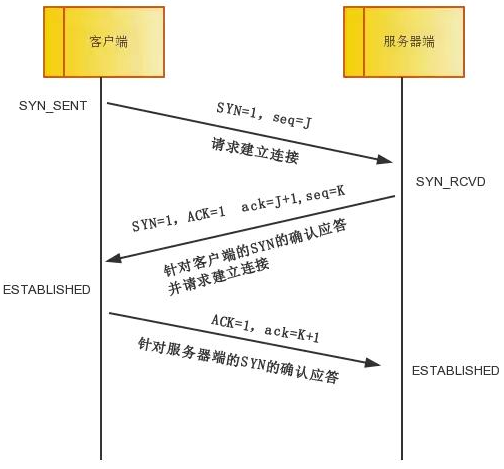 客户端
服务器端
SYN_SENT
SYN=1, seq=J
请求建立连接
SYN_RCVD
SYN=1, ACK=1 ack=J+1,seq=K
针对客户端的SYN的确认应答
并请求建立连接
ESTABLISHED
ACK=1, ack=K+1
针对服务器端的SYN的确认应答
ESTABLISHED